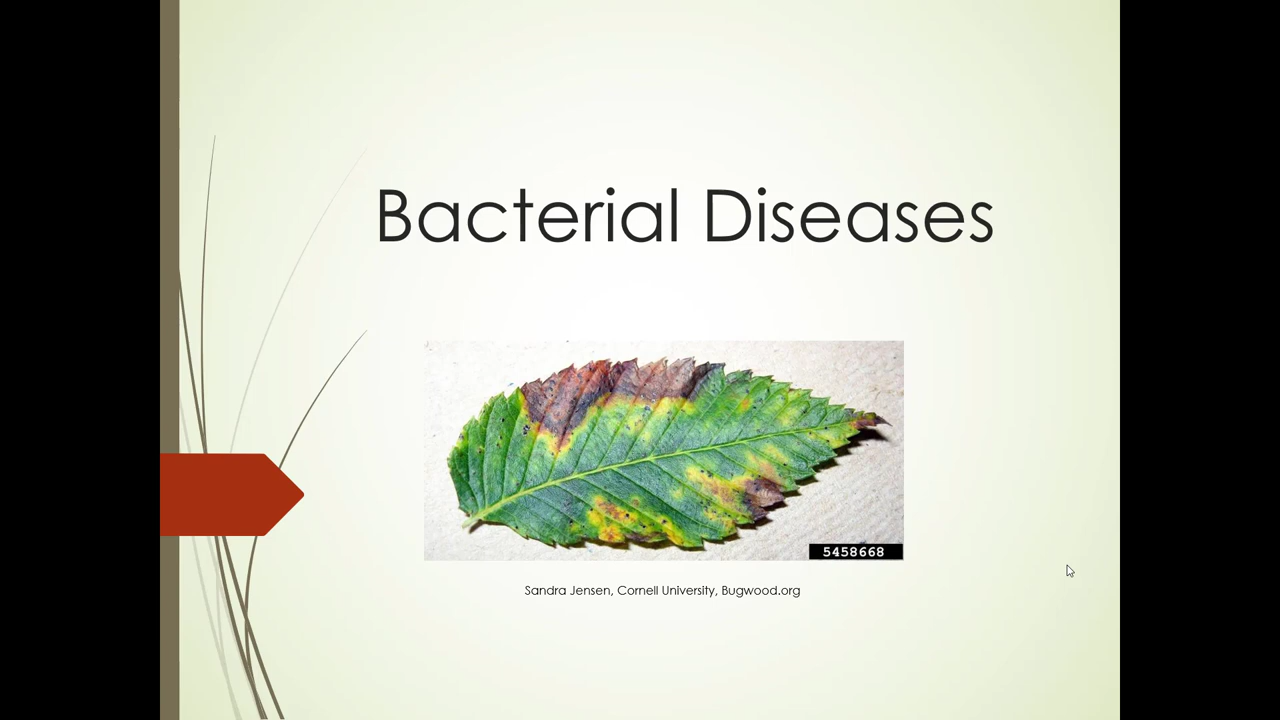 Bacterial Diseases
5458668
Sandra Jensen, Cornell University, Bugwood.org